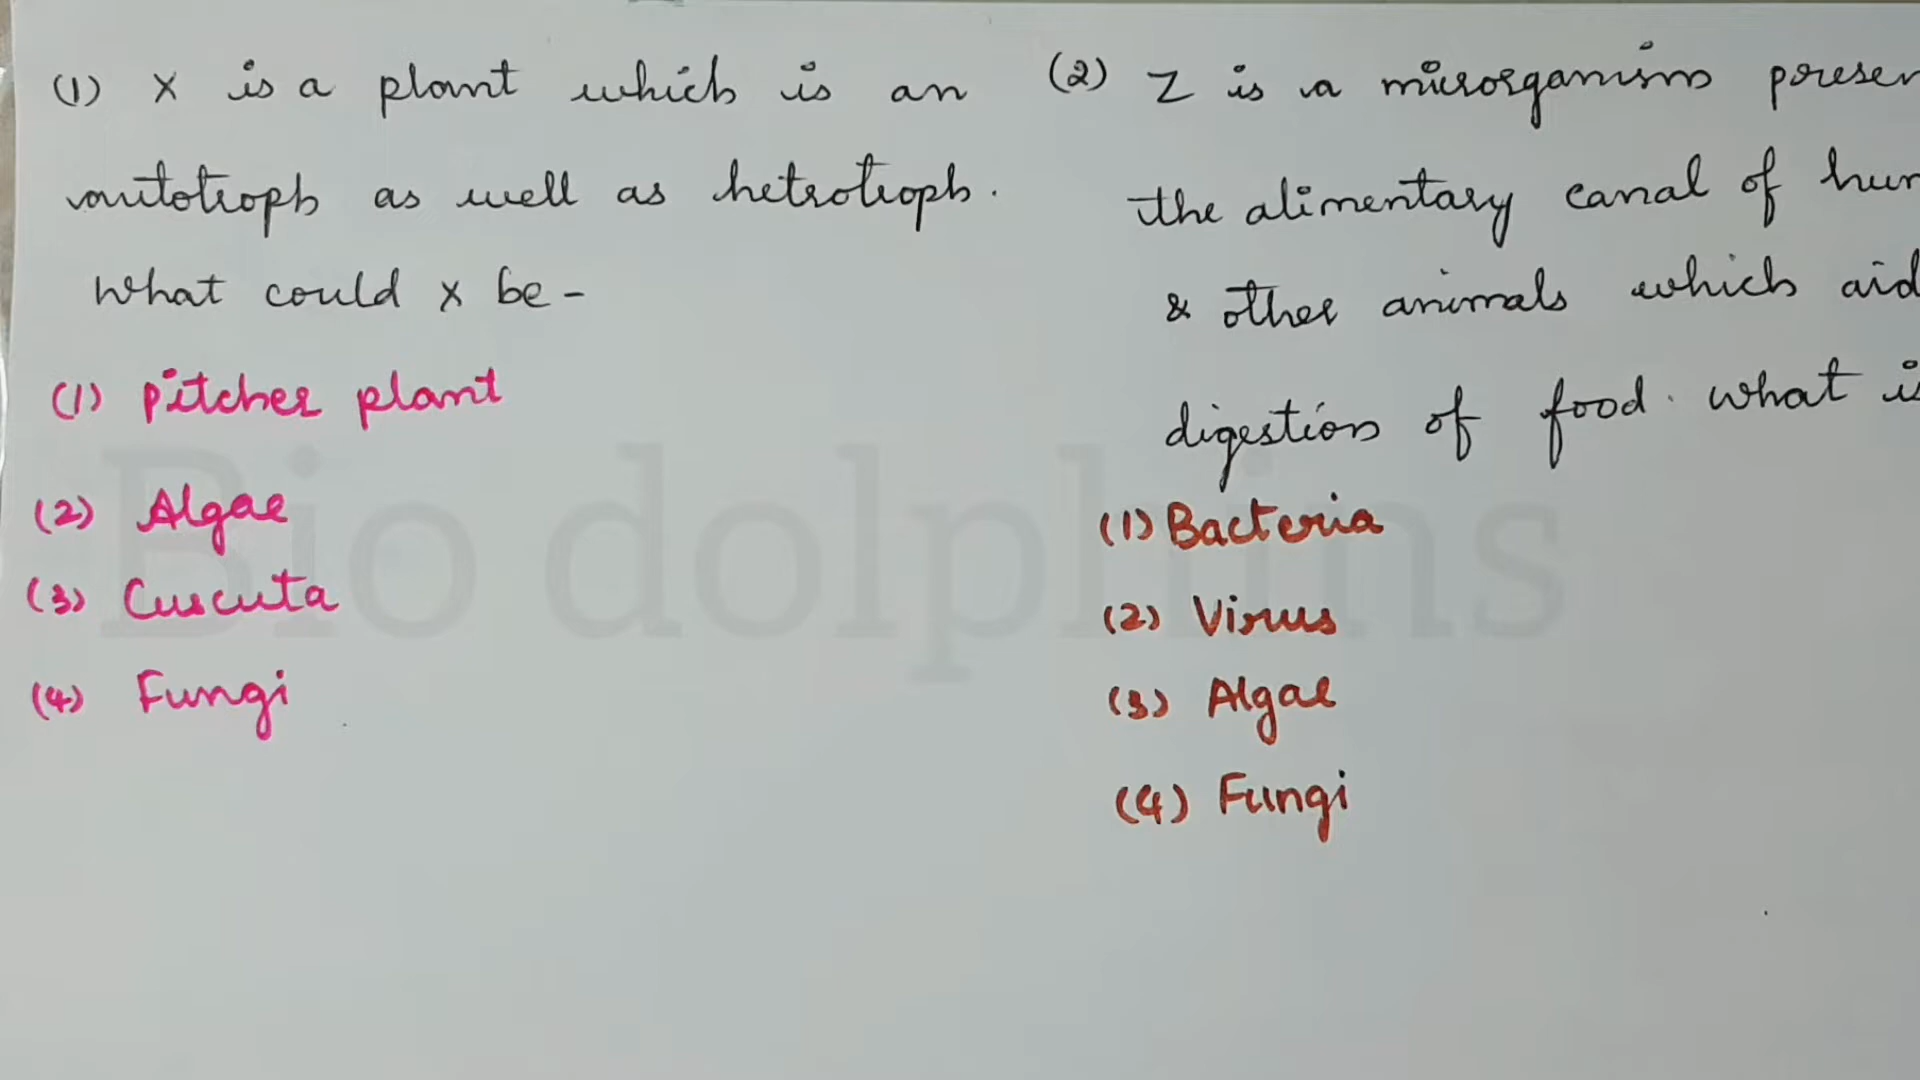 (1) X is a plant which is an
autotroph as well as hetrotroph.
What could X be -
(1) Pitcher plant
(2) Algae
(3) Cuscuta
(4) Fungi
(2) Z is a microrganism presen
the alimentary canal of hum
& other animals which aid
digestion of food. what is
(1) Bacteria
(2) Virus
(3) Algae
(4) Fungi
Bio dolphins